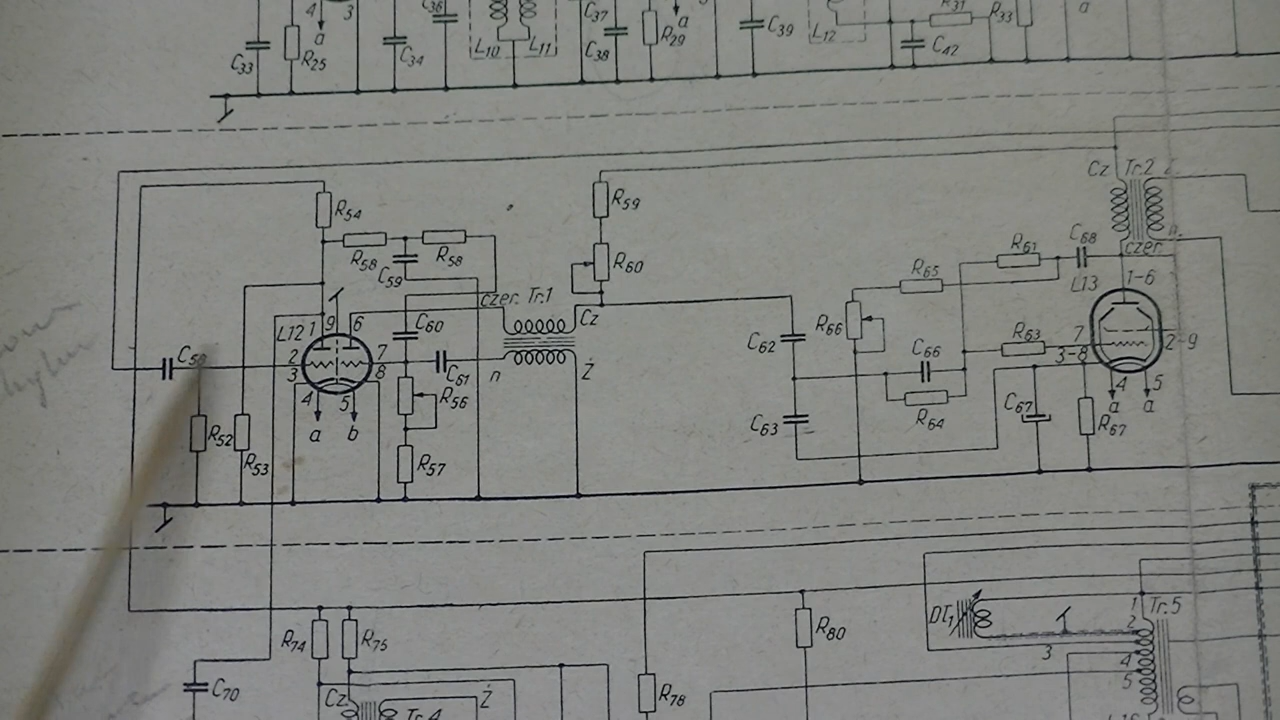 4 3 C36 C37 R31
a C34 L10 L11 R29 a C39 L12 R33 a
C33 R25 C38 C42
Cz Tr.2
R54 R59
R58 R58 R61 C68 czer
C59 R60 R65 L13 1-6
czer. Tr.1
L12 1 9 6 C60 Cz R66
2 7 C62 R63 7 2-9
3 8 C61 n Ż C66 3-8
4 5 R56 4 5
a b C63 R64 C67 a a
R52 R67
R53 R57
1 Tr.5
DT1 2
R74 R75 R80 3 4
5
C70 Cz Ż R78
Tr.4